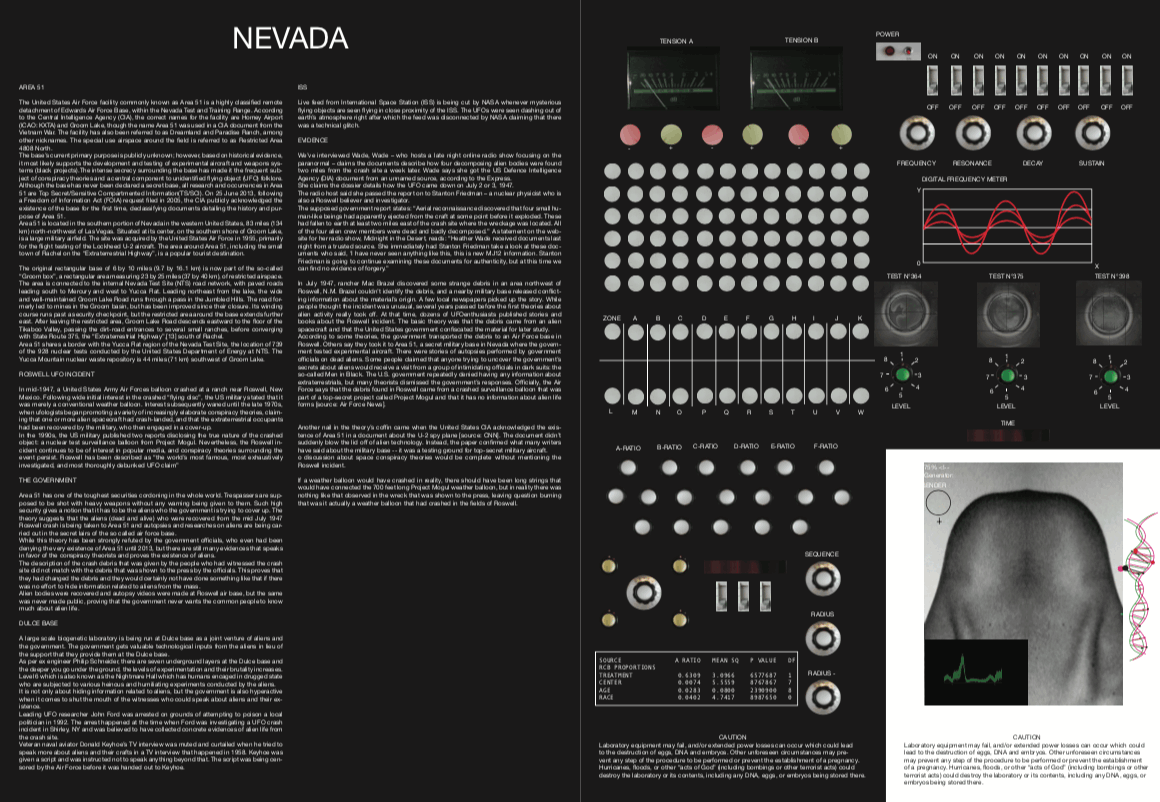 NEVADA
AREA 51
The United States Air Force facility commonly known as Area 51 is a highly classified remote
detachment of Edwards Air Force Base, within the Nevada Test and Training Range. According
to the Central Intelligence Agency (CIA), the correct names for the facility are Homey Airport
(ICAO: KXTA) and Groom Lake, though the name Area 51 was used in a CIA document from the
Vietnam War. The facility has also been referred to as Dreamland and Paradise Ranch, among
other nicknames. The special use airspace around the field is referred to as Restricted Area
4808 North.
The base's current primary purpose is publicly unknown; however, based on historical evidence,
it most likely supports the development and testing of experimental aircraft and weapons sys-
tems (black projects). The intense secrecy surrounding the base has made it the frequent sub-
ject of conspiracy theories and a central component to unidentified flying object (UFO) folklore.
Although the base has never been declared a secret base, all research and occurrences in Area
51 are Top Secret/Sensitive Compartmented Information(TS/SCI). On 25 June 2013, following
a Freedom of Information Act (FOIA) request filed in 2005, the CIA publicly acknowledged the
existence of the base for the first time, declassifying documents detailing the history and pur-
pose of Area 51.
Area 51 is located in the southern portion of Nevada in the western United States, 83 miles (134
km) north-northwest of Las Vegas. Situated at its center, on the southern shore of Groom Lake,
is a large military airfield. The site was acquired by the United States Air Force in 1955, primarily
for the flight testing of the Lockheed U-2 aircraft. The area around Area 51, including the small
town of Rachel on the "Extraterrestrial Highway", is a popular tourist destination.
The original rectangular base of 6 by 10 miles (9.7 by 16.1 km) is now part of the so-called
"Groom box", a rectangular area measuring 23 by 25 miles (37 by 40 km), of restricted airspace.
The area is connected to the internal Nevada Test Site (NTS) road network, with paved roads
leading south to Mercury and west to Yucca Flat. Leading northeast from the lake, the wide
and well-maintained Groom Lake Road runs through a pass in the Jumbled Hills. The road for-
merly led to mines in the Groom basin, but has been improved since their closure. Its winding
course runs past a security checkpoint, but the restricted area around the base extends further
east. After leaving the restricted area, Groom Lake Road descends eastward to the floor of the
Tikaboo Valley, passing the dirt-road entrances to several small ranches, before converging
with State Route 375, the "Extraterrestrial Highway",[13] south of Rachel.
Area 51 shares a border with the Yucca Flat region of the Nevada Test Site, the location of 739
of the 928 nuclear tests conducted by the United States Department of Energy at NTS. The
Yucca Mountain nuclear waste repository is 44 miles (71 km) southwest of Groom Lake.
ROSWELL UFO INCIDENT
In mid-1947, a United States Army Air Forces balloon crashed at a ranch near Roswell, New
Mexico. Following wide initial interest in the crashed "flying disc", the US military stated that it
was merely a conventional weather balloon. Interest subsequently waned until the late 1970s,
when ufologists began promoting a variety of increasingly elaborate conspiracy theories, claim-
ing that one or more alien spacecraft had crash-landed, and that the extraterrestrial occupants
had been recovered by the military, who then engaged in a cover-up.
In the 1990s, the US military published two reports disclosing the true nature of the crashed
object: a nuclear test surveillance balloon from Project Mogul. Nevertheless, the Roswell in-
cident continues to be of interest in popular media, and conspiracy theories surrounding the
event persist. Roswell has been described as "the world's most famous, most exhaustively
investigated, and most thoroughly debunked UFO claim"
THE GOVERNMENT
Area 51 has one of the toughest securities cordoning in the whole world. Trespassers are sup-
posed to be shot with heavy weapons without any warning being given to them. Such high
security gives a notion that it has to be the aliens who the government is trying to cover up. The
theory suggests that the aliens (dead and alive) who were recovered from the mid July 1947
Roswell crash is being taken to Area 51 and autopsies and researches on aliens are being car-
ried out in the secret lairs of the so called air force base.
While this theory has been strongly refuted by the government officials, who even had been
denying the very existence of Area 51 until 2013, but there are still many evidences that speaks
in favor of the conspiracy theorists and proves the existence of aliens.
The description of the crash debris that was given by the people who had witnessed the crash
site did not match with the debris that was shown to the press by the officials. This proves that
they had changed the debris and they would certainly not have done something like that if there
was no effort to hide information related to aliens from the mass.
Alien bodies were recovered and autopsy videos were made at Roswell air base, but the same
was never made public, proving that the government never wants the common people to know
much about alien life.
DULCE BASE
A large scale biogenetic laboratory is being run at Dulce base as a joint venture of aliens and
the government. The government gets valuable technological inputs from the aliens in lieu of
the support that they provide them at the Dulce base.
As per ex engineer Philip Schneider, there are seven underground layers at the Dulce base and
the deeper you go under the ground, the levels of experimentation and their brutality increases.
Level 6 which is also known as the Nightmare Hall which has humans encaged in drugged state
who are subjected to various heinous and humiliating experiments conducted by the aliens.
It is not only about hiding information related to aliens, but the government is also hyperactive
when it comes to shut the mouth of the witnesses who could speak about aliens and their ex-
istence.
Leading UFO researcher John Ford was arrested on grounds of attempting to poison a local
politician in 1992. The arrest happened at the time when Ford was investigating a UFO crash
incident in Shirley, NY and was believed to have collected concrete evidences of alien life from
the crash site.
Veteran naval aviator Donald Keyhoe's TV interview was muted and curtailed when he tried to
speak more about aliens and their crafts in a TV interview that happened in 1958. Keyhoe was
given a script and was instructed not to speak anything beyond that. The script was being cen-
sored by the Air Force before it was handed out to Keyhoe.
ISS
Live feed from International Space Station (ISS) is being cut by NASA whenever mysterious
flying objects are seen flying in close proximity of the ISS. The UFOs were seen dashing out of
earth's atmosphere right after which the feed was disconnected by NASA claiming that there
was a technical glitch.
EVIDENCE
We've interviewed Wade, Wade – who hosts a late night online radio show focusing on the
paranormal – claims the documents describe how four decomposing alien bodies were found
two miles from the crash site a week later. Wade says she got the US Defence Intelligence
Agency (DIA) document from an unnamed source, according to the Express.
She claims the dossier details how the UFO came down on July 2 or 3, 1947.
The radio host said she passed the report on to Stanton Friedman – a nuclear physicist who is
also a Roswell believer and investigator.
The supposed government report states: "Aerial reconnaissance discovered that four small hu-
man-like beings had apparently ejected from the craft at some point before it exploded. These
had fallen to earth at least two miles east of the crash site where the wreckage was located. All
of the four alien crew members were dead and badly decomposed." A statement on the web-
site for her radio show, Midnight in the Desert, reads: "Heather Wade received documents last
night from a trusted source. She immediately had Stanton Friedman take a look at these doc-
uments who said, 'I have never seen anything like this, this is new MJ12 information. Stanton
Friedman is going to continue examining these documents for authenticity, but at this time we
can find no evidence of forgery."
In July 1947, rancher Mac Brazel discovered some strange debris in an area northwest of
Roswell, N.M. Brazel couldn't identify the debris, and a nearby military base released conflict-
ing information about the material's origin. A few local newspapers picked up the story. While
people thought the incident was unusual, several years passed before the first theories about
alien activity really took off. At that time, dozens of UFOenthusiasts published stories and
books about the Roswell incident. The basic theory was that the debris came from an alien
spacecraft and that the United States government confiscated the material for later study.
According to some theories, the government transported the debris to an Air Force base in
Roswell. Others say they took it to Area 51, a secret military base in Nevada where the govern-
ment tested experimental aircraft. There were stories of autopsies performed by government
officials on dead aliens. Some people claimed that anyone trying to uncover the government's
secrets about aliens would receive a visit from a group of intimidating officials in dark suits: the
so-called Men in Black. The U.S. government repeatedly denied having any information about
extraterrestrials, but many theorists dismissed the government's responses. Officially, the Air
Force says that the debris found in Roswell came from a crashed surveillance balloon that was
part of a top-secret project called Project Mogul and that it has no information about alien life
forms [source: Air Force News].
Another nail in the theory's coffin came when the United States CIA acknowledged the exis-
tence of Area 51 in a document about the U-2 spy plane [source: CNN]. The document didn't
suddenly blow the lid off of alien technology. Instead, the paper confirmed what many writers
have said about the military base -- it was a testing ground for top-secret military aircraft.
o discussion about space conspiracy theories would be complete without mentioning the
Roswell incident.
If a weather balloon would have crashed in reality, there should have been long strings that
would have connected the 700 feet long Project Mogul weather balloon, but in reality there was
nothing like that observed in the wreck that was shown to the press, leaving question burning
that was it actually a weather balloon that had crashed in the fields of Roswell.
TENSION A
TENSION B
POWER
ON ON ON ON ON ON ON ON ON
OFF OFF OFF OFF OFF OFF OFF OFF OFF
- + - + - +
FREQUENCY RESONANCE DECAY SUSTAIN
DIGITAL FREQUENCY METER
Y
0
X
TEST N°364 TEST N°375 TEST N°398
ZONE A B C D E F G H I J K
L M N O P Q R S T U V W
1 2 3 4 5 6 7 8
1 2 3 4 5 6 7 8
1 2 3 4 5 6 7 8
LEVEL LEVEL LEVEL
TIME
A-RATIO B-RATIO C-RATIO D-RATIO E-RATIO F-RATIO
SEQUENCE
RADIUS
RADIUS -
SOURCE A RATIO MEAN SQ P VALUE DF
RCB PROPORTIONS
TREATMENT 0.6309 3.0966 6577687 1
CENTER 0.0074 5.5559 8762867 7
AGE 0.0283 0.0800 2390900 8
RACE 0.0402 4.7417 8987650 0
Generator
+
CAUTION
Laboratory equipment may fail, and/or extended power losses can occur which could lead
to the destruction of eggs, DNA and embryos. Other unforeseen circumstances may pre-
vent any step of the procedure to be performed or prevent the establishment of a pregnancy.
Hurricanes, floods, or other "acts of God" (including bombings or other terrorist acts) could
destroy the laboratory or its contents, including any DNA, eggs, or embryos being stored there.
CAUTION
Laboratory equipment may fail, and/or extended power losses can occur which could
lead to the destruction of eggs, DNA and embryos. Other unforeseen circumstances
may prevent any step of the procedure to be performed or prevent the establishment
of a pregnancy. Hurricanes, floods, or other "acts of God" (including bombings or other
terrorist acts) could destroy the laboratory or its contents, including any DNA, eggs, or
embryos being stored there.